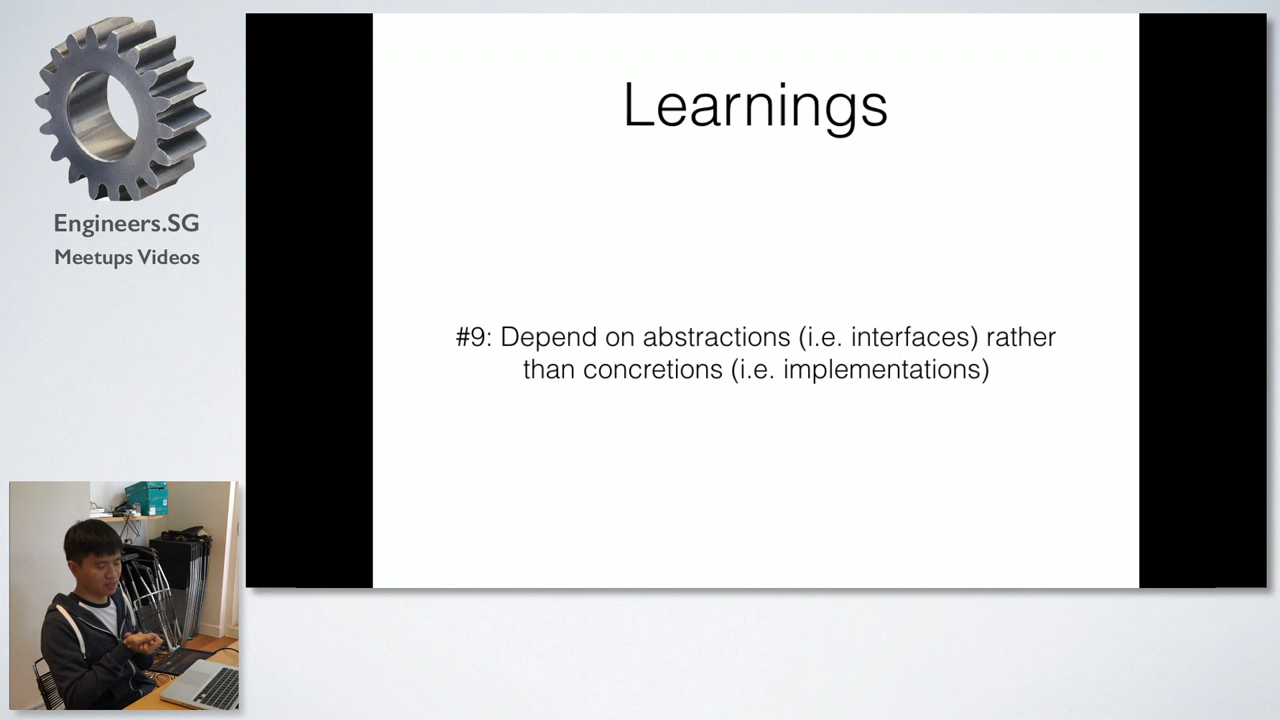 Engineers.SG
Meetups Videos
Learnings
#9: Depend on abstractions (i.e. interfaces) rather
than concretions (i.e. implementations)